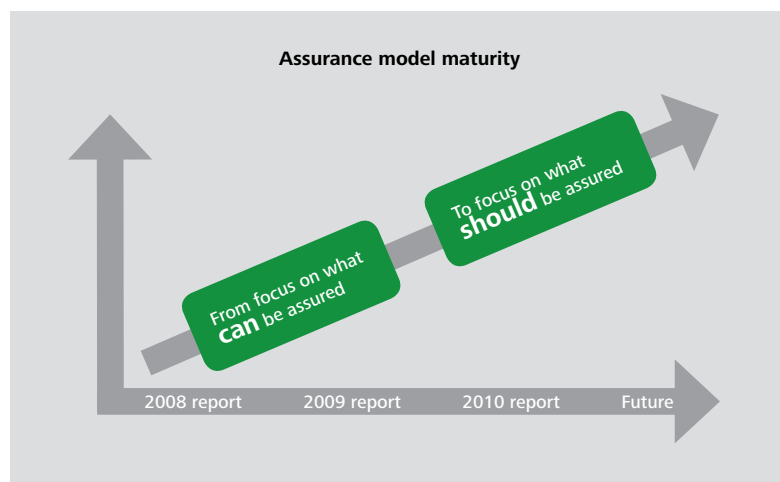 Assurance model maturity
To focus on what
should be assured
From focus on what
can be assured
2008 report 2009 report 2010 report Future